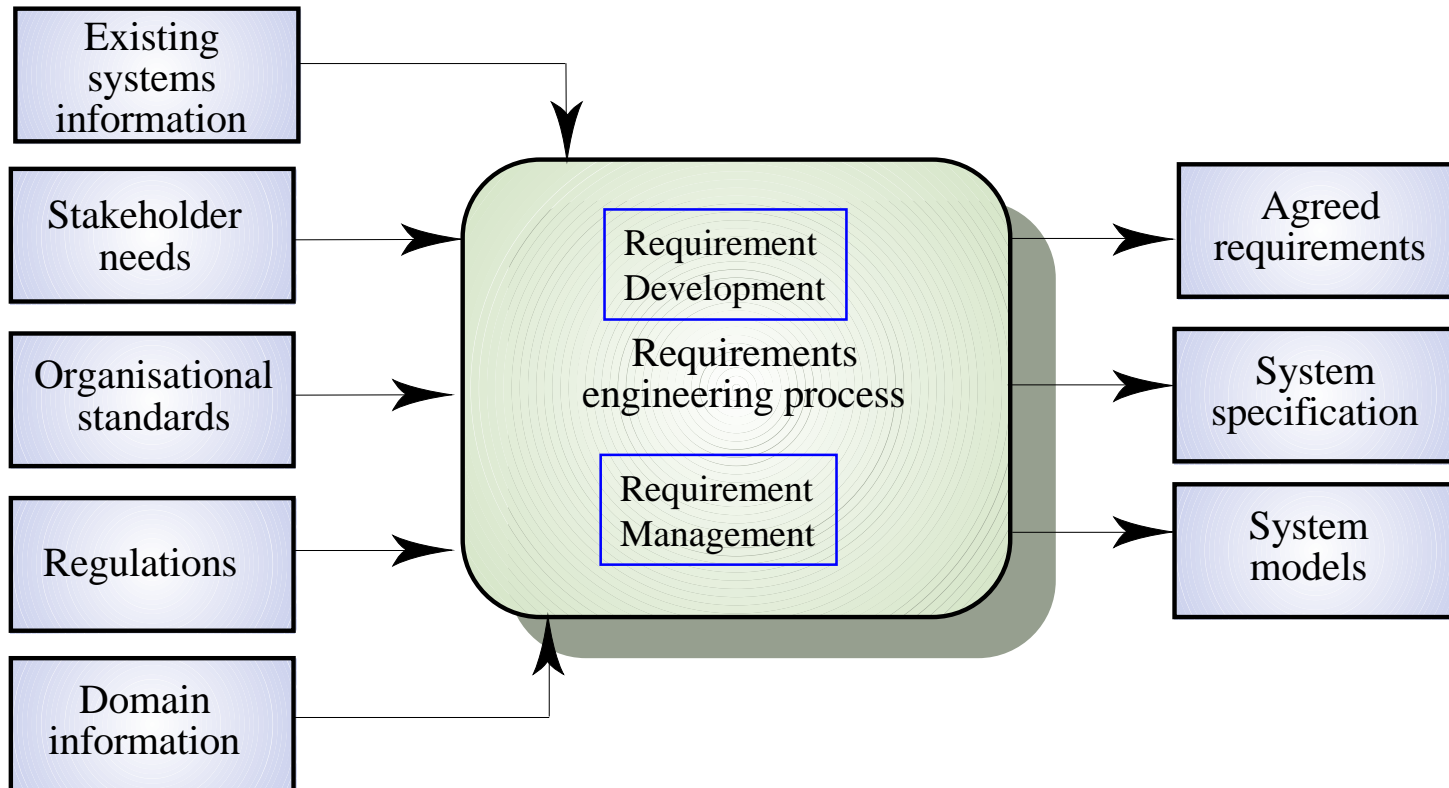 Existing
systems
information
Stakeholder
needs
Organisational
standards
Regulations
Domain
information
Requirement
Development
Requirements
engineering process
Requirement
Management
Agreed
requirements
System
specification
System
models